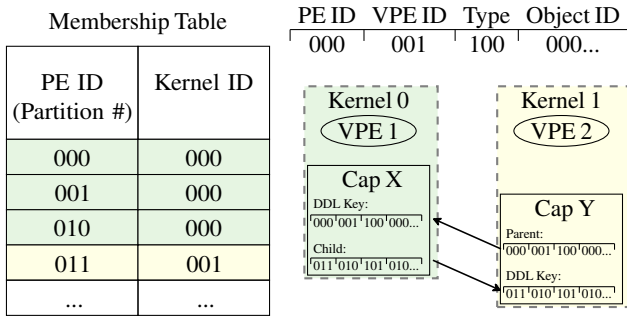 Membership Table
PE ID
(Partition #)
Kernel ID
000 000
001 000
010 000
011 001
... ...
PE ID VPE ID Type Object ID
000 001 100 000...
Kernel 0
VPE 1
Cap X
DDL Key:
000 001 100 000...
Child:
011 010 101 010...
Kernel 1
VPE 2
Cap Y
Parent:
000 001 100 000...
DDL Key:
011 010 101 010...